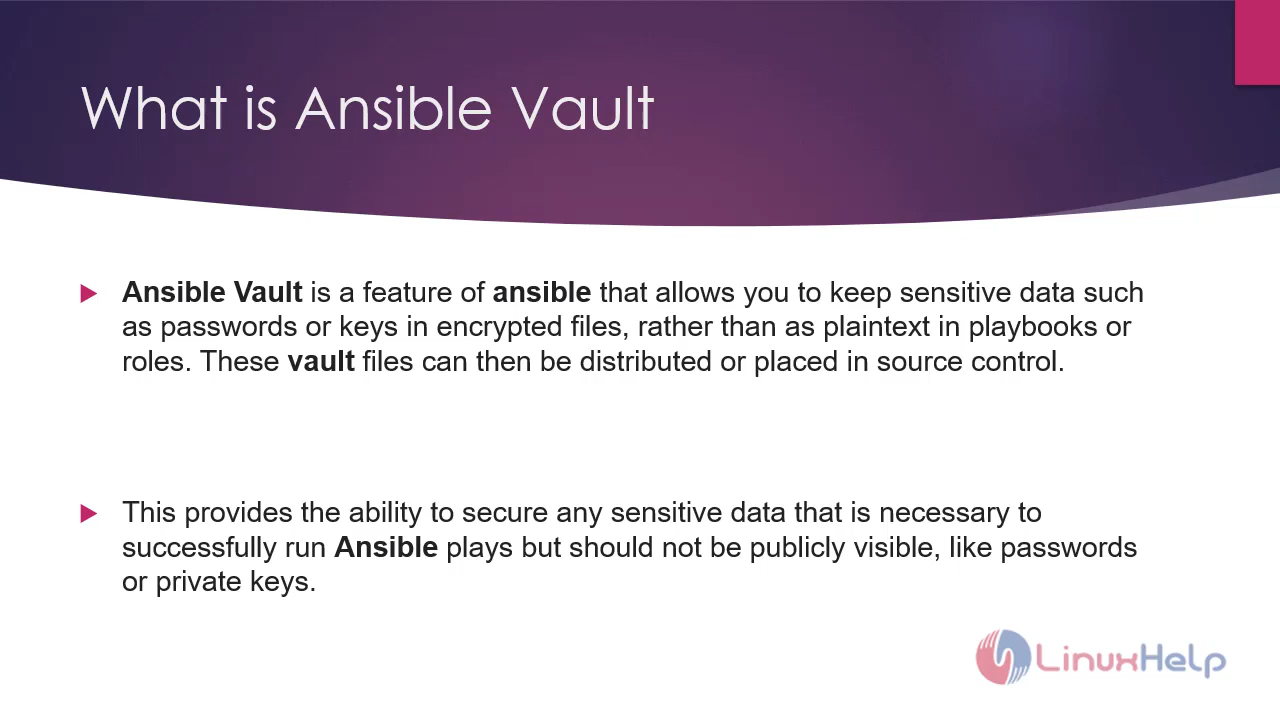 What is Ansible Vault
Ansible Vault is a feature of ansible that allows you to keep sensitive data such
as passwords or keys in encrypted files, rather than as plaintext in playbooks or
roles. These vault files can then be distributed or placed in source control.
This provides the ability to secure any sensitive data that is necessary to
successfully run Ansible plays but should not be publicly visible, like passwords
or private keys.
LinuxHelp